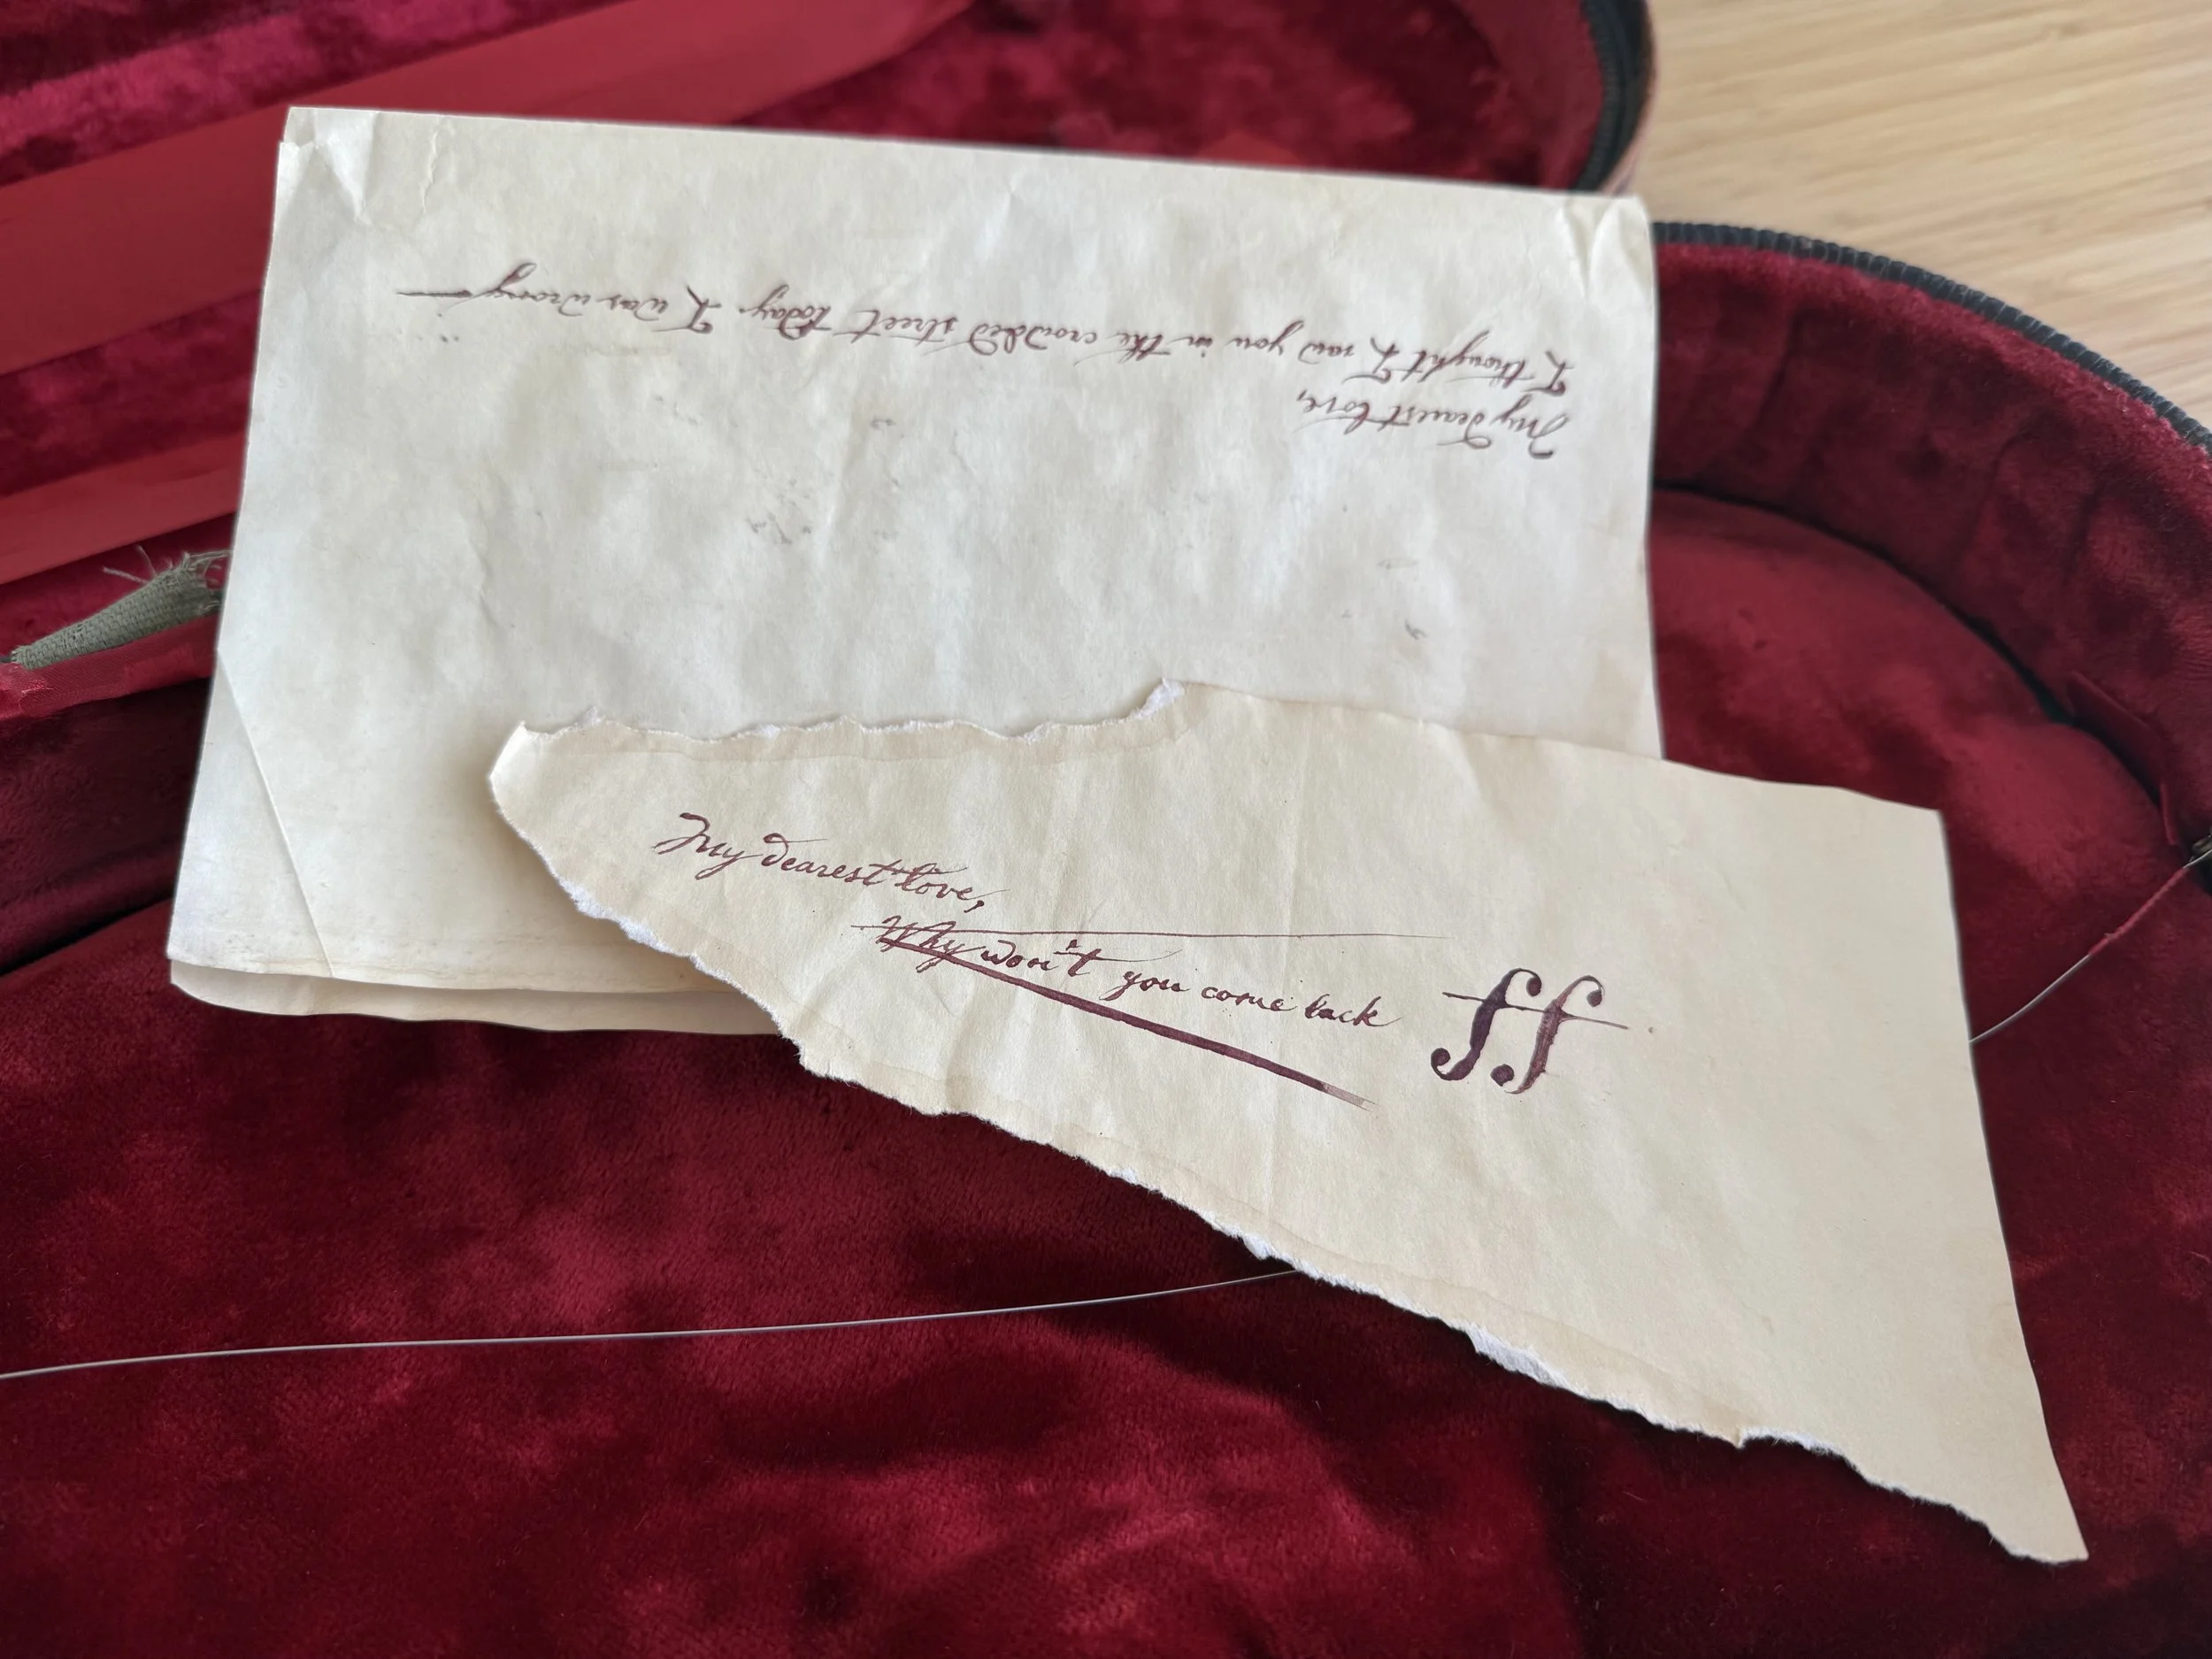 My dearest love,
I thought I saw you in the crowded street today. I was wrong
My dearest love,
Why won't you come back
ff